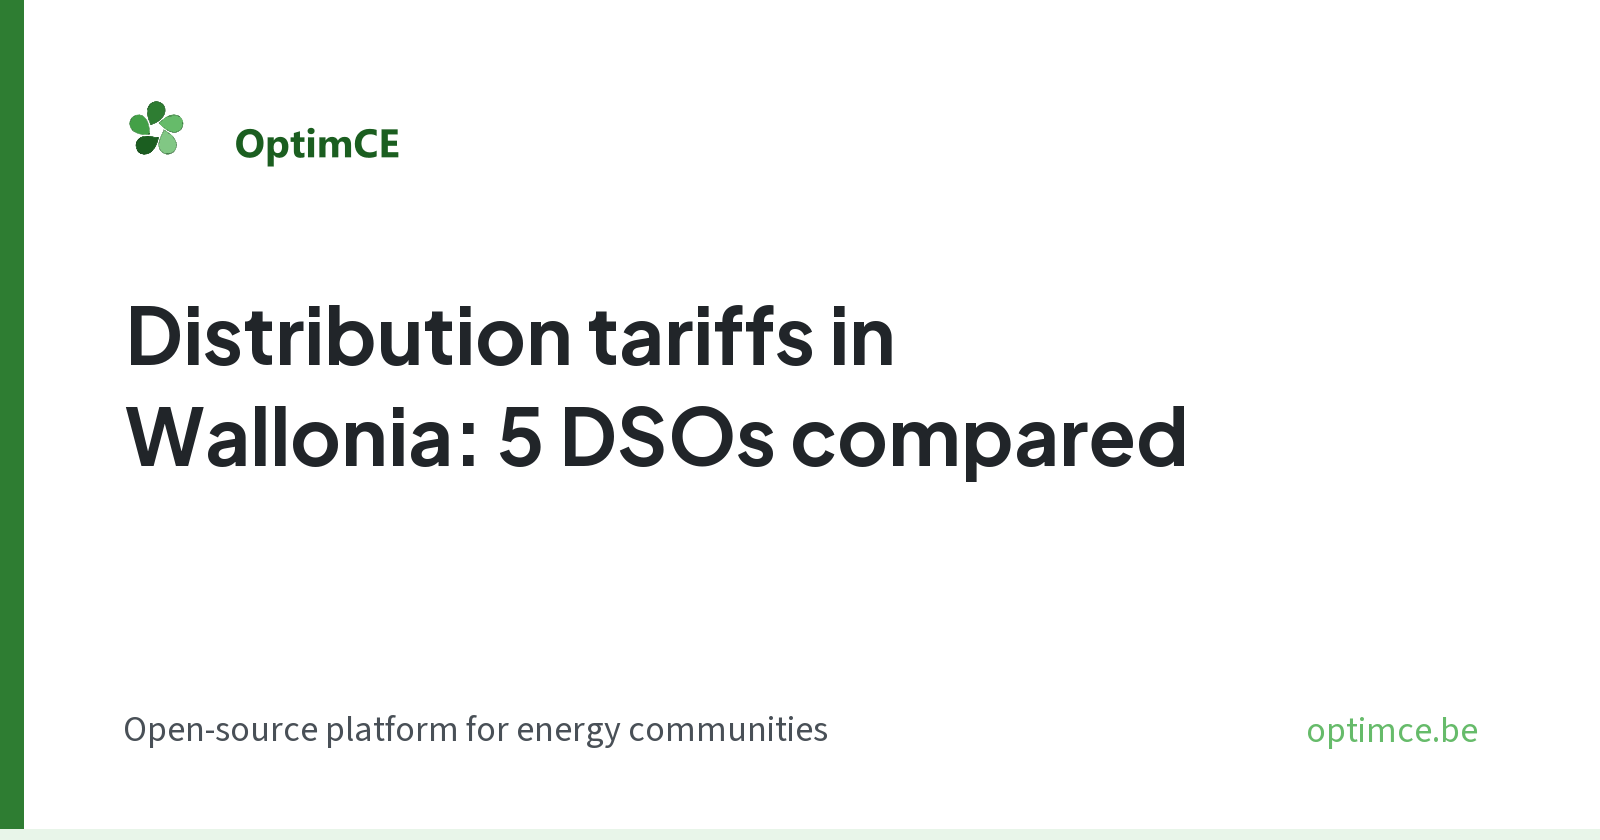 OptimCE
Distribution tariffs in
Wallonia: 5 DSOs compared
Open-source platform for energy communities
optimce.be